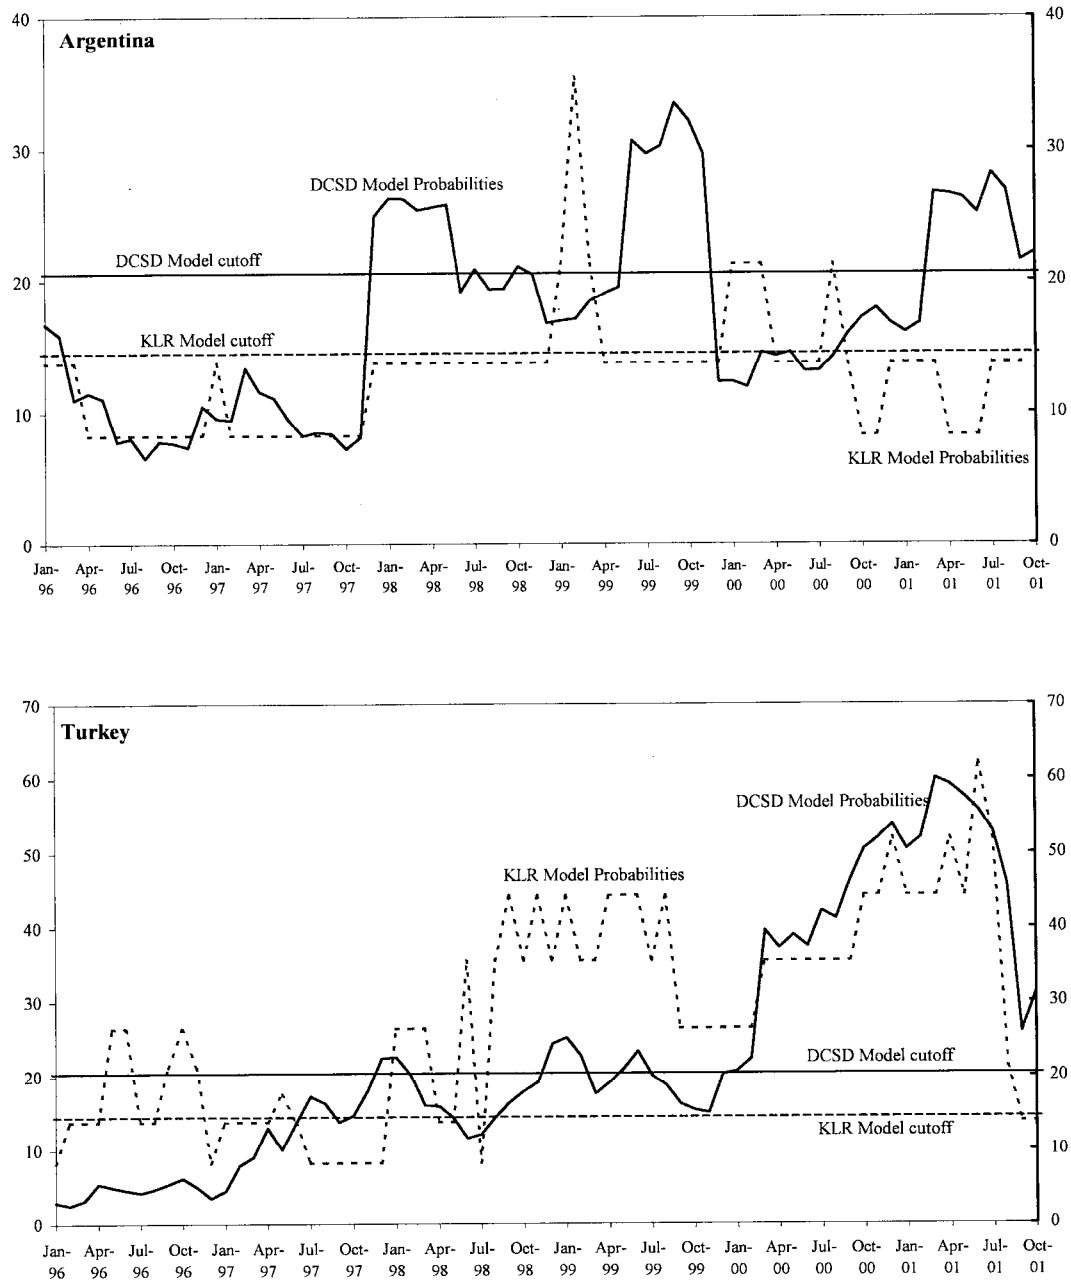 40
40
Argentina
30
30
DCSD Model Probabilities
DCSD Model cutoff
20
20
KLR Model cutoff
10
10
KLR Model Probabilities
0
0
Jan- Apr- Jul- Oct- Jan- Apr- Jul- Oct- Jan- Apr- Jul- Oct- Jan- Apr- Jul- Oct- Jan- Apr- Jul- Oct- Jan- Apr- Jul- Oct-
96 96 96 96 97 97 97 97 98 98 98 98 99 99 99 99 00 00 00 00 01 01 01 01
70
70
Turkey
60
60
DCSD Model Probabilities
50
50
KLR Model Probabilities
40
40
30
30
DCSD Model cutoff
20
20
KLR Model cutoff
10
10
0
0
Jan- Apr- Jul- Oct- Jan- Apr- Jul- Oct- Jan- Apr- Jul- Oct- Jan- Apr- Jul- Oct- Jan- Apr- Jul- Oct- Jan- Apr- Jul- Oct-
96 96 96 96 97 97 97 97 98 98 98 98 99 99 99 99 00 00 00 00 01 01 01 01